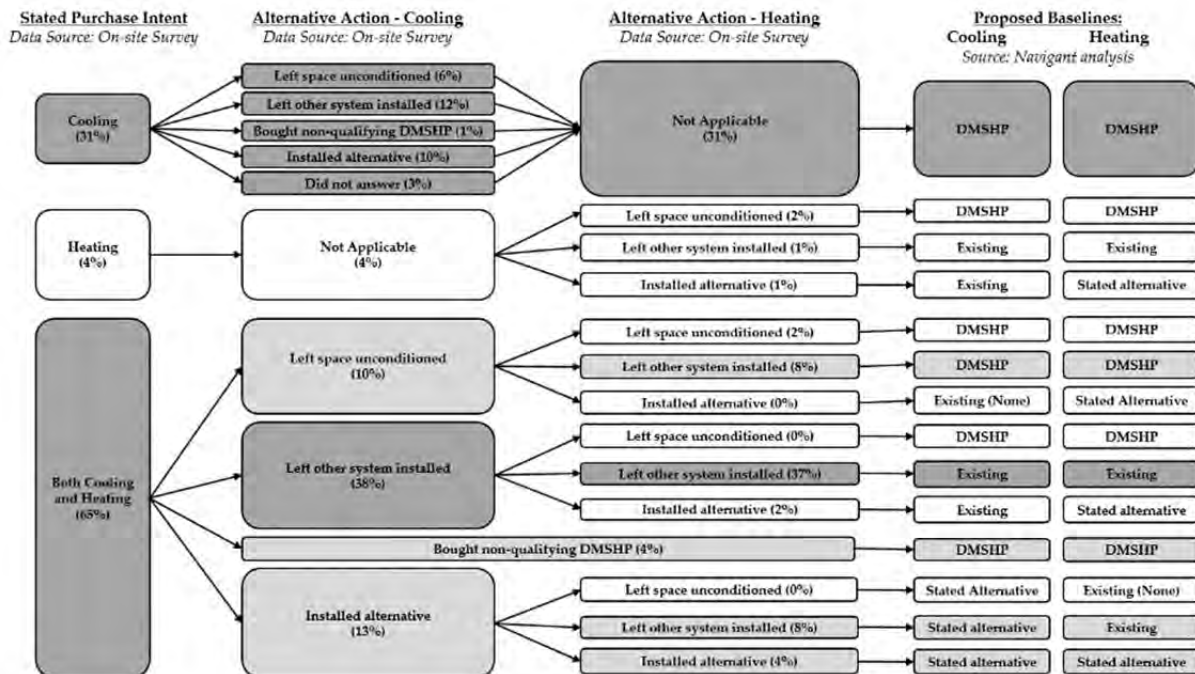 Stated Purchase Intent
Data Source: On-site Survey
Alternative Action - Cooling
Data Source: On-site Survey
Alternative Action - Heating
Data Source: On-site Survey
Proposed Baselines:
Cooling Heating
Source: Navigant analysis
Cooling
(31%)
Left space unconditioned (6%)
Left other system installed (12%)
Bought non-qualifying DMSHP (1%)
Installed alternative (10%)
Did not answer (3%)
Not Applicable
(31%)
DMSHP
DMSHP
Heating
(4%)
Not Applicable
(4%)
Left space unconditioned (2%)
DMSHP
DMSHP
Left other system installed (1%)
Existing
Existing
Installed alternative (1%)
Existing
Stated alternative
Both Cooling
and Heating
(65%)
Left space unconditioned
(10%)
Left space unconditioned (2%)
DMSHP
DMSHP
Left other system installed (8%)
DMSHP
DMSHP
Installed alternative (0%)
Existing (None)
Stated Alternative
Left other system installed
(38%)
Left space unconditioned (0%)
DMSHP
DMSHP
Left other system installed (37%)
Existing
Existing
Installed alternative (2%)
Existing
Stated alternative
Bought non-qualifying DMSHP (4%)
DMSHP
DMSHP
Installed alternative
(13%)
Left space unconditioned (0%)
Stated Alternative
Existing (None)
Left other system installed (8%)
Stated alternative
Existing
Installed alternative (4%)
Stated alternative
Stated alternative